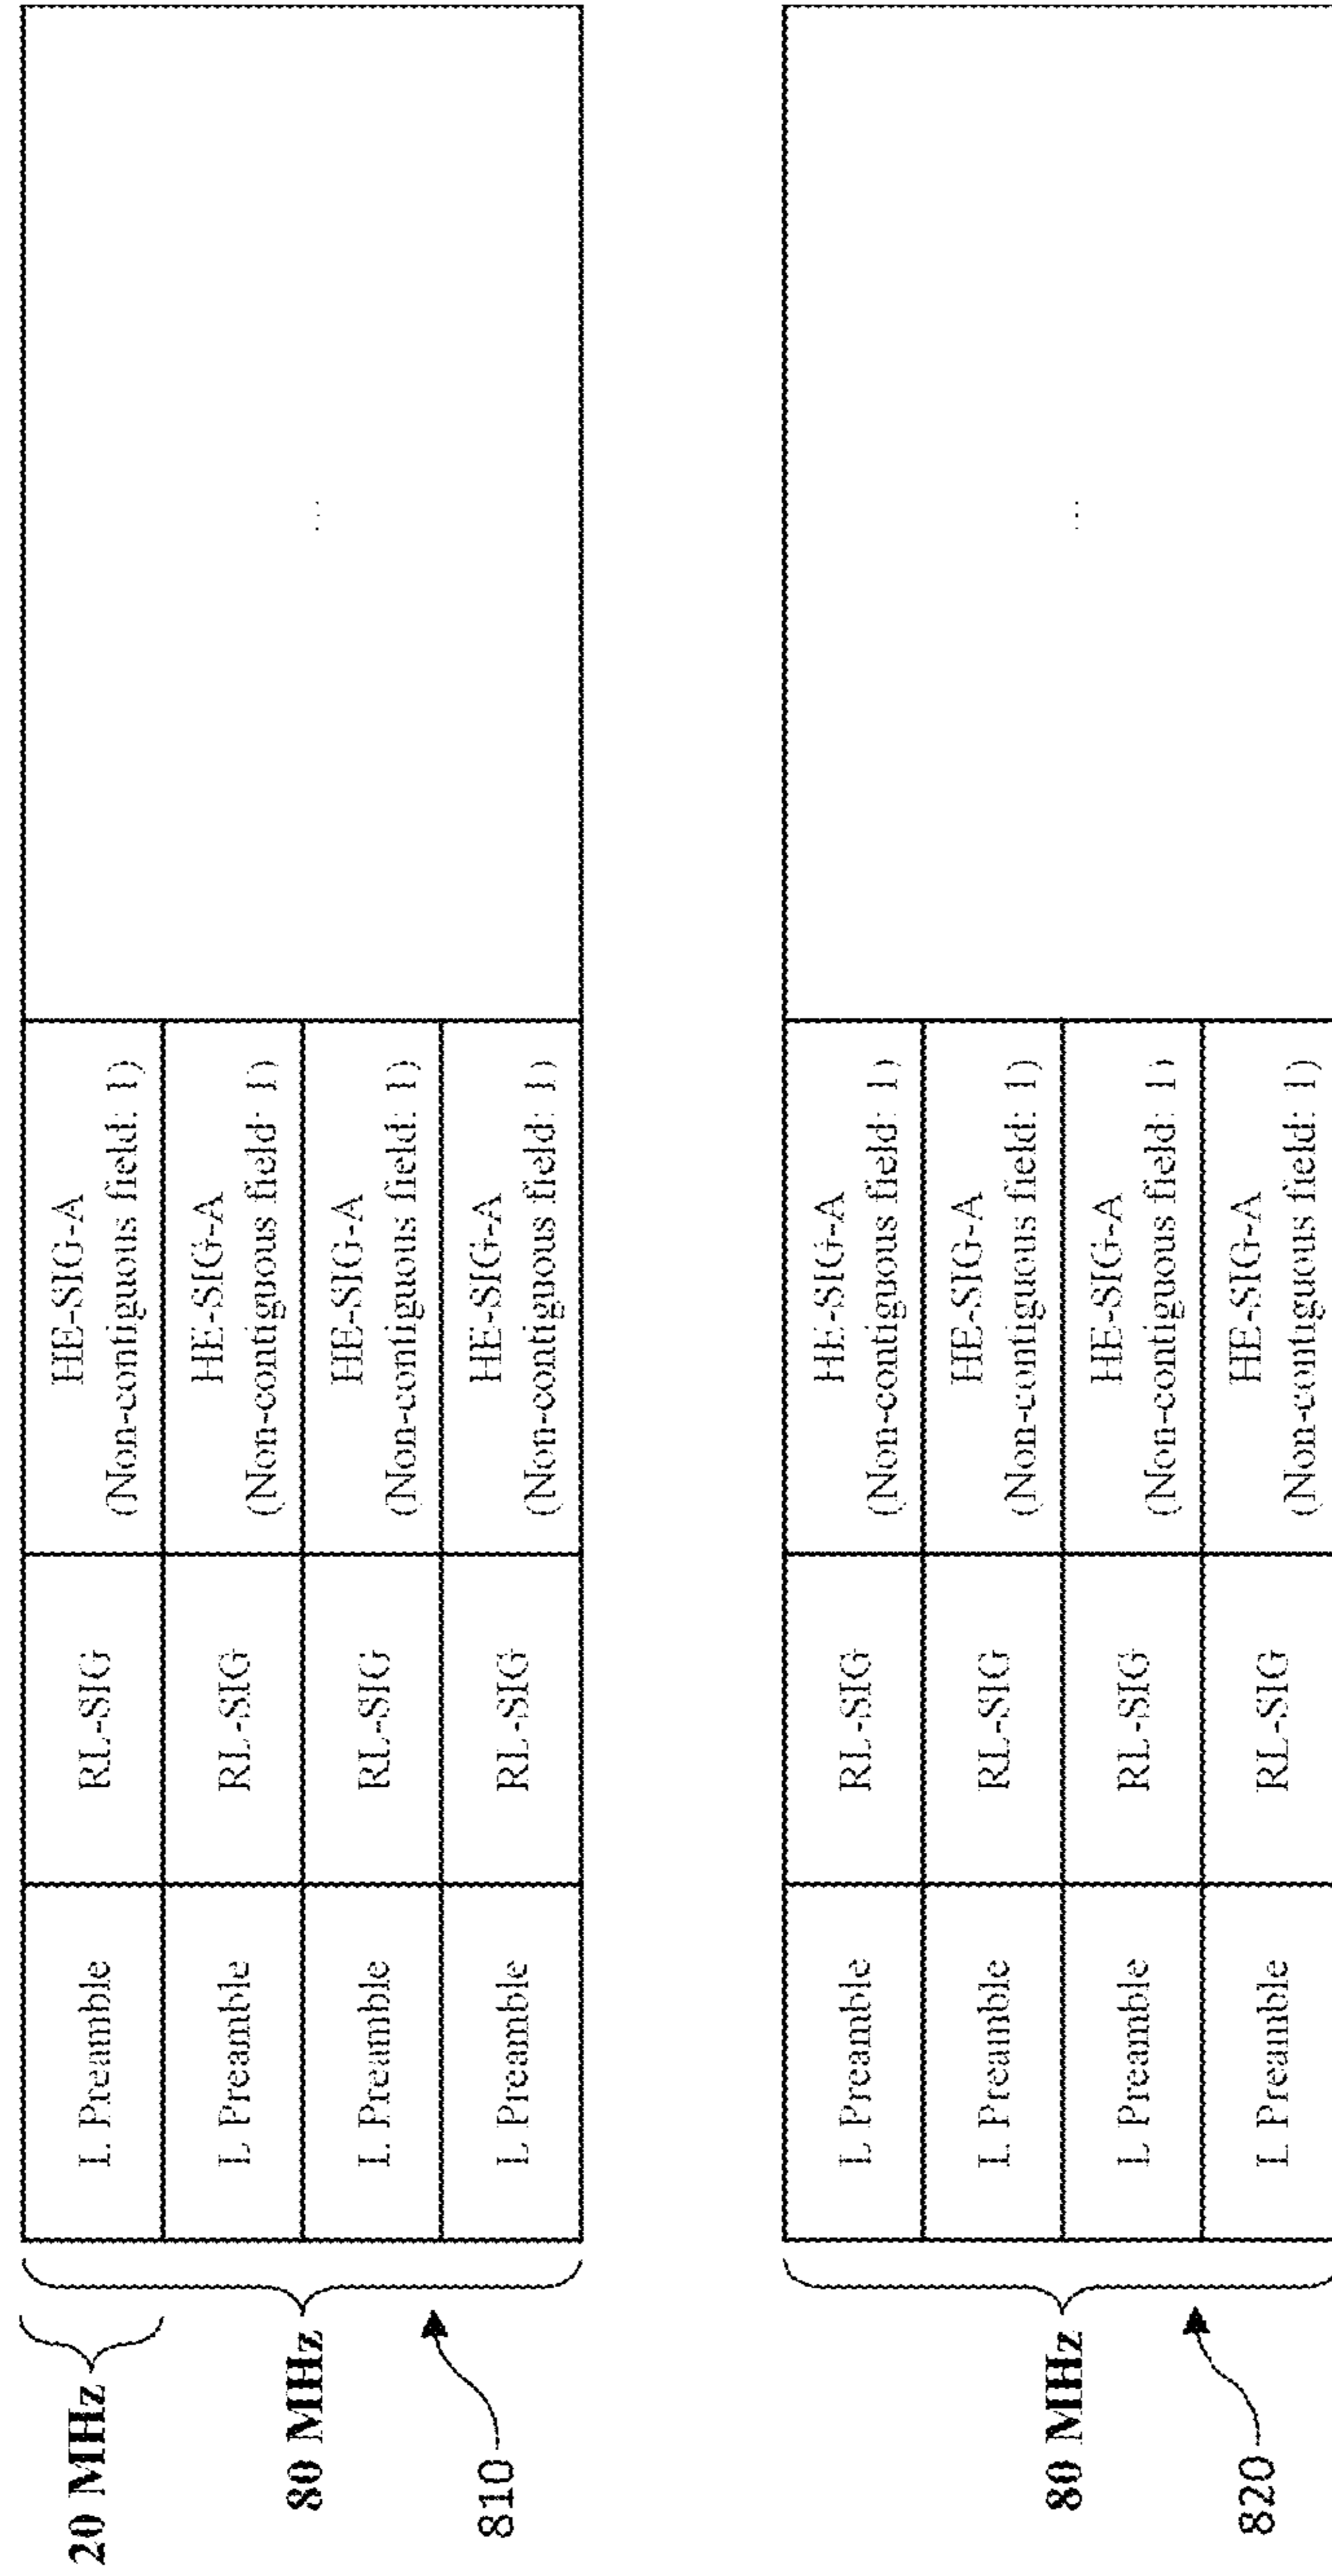 20 MHz
80 MHz
810
L Preamble
RL-SIG
HE-SIG-A
(Non-contiguous field: 1)
L Preamble
RL-SIG
HE-SIG-A
(Non-contiguous field: 1)
L Preamble
RL-SIG
HE-SIG-A
(Non-contiguous field: 1)
L Preamble
RL-SIG
HE-SIG-A
(Non-contiguous field: 1)
...
80 MHz
820
L Preamble
RL-SIG
HE-SIG-A
(Non-contiguous field: 1)
L Preamble
RL-SIG
HE-SIG-A
(Non-contiguous field: 1)
L Preamble
RL-SIG
HE-SIG-A
(Non-contiguous field: 1)
L Preamble
RL-SIG
HE-SIG-A
(Non-contiguous field: 1)
...